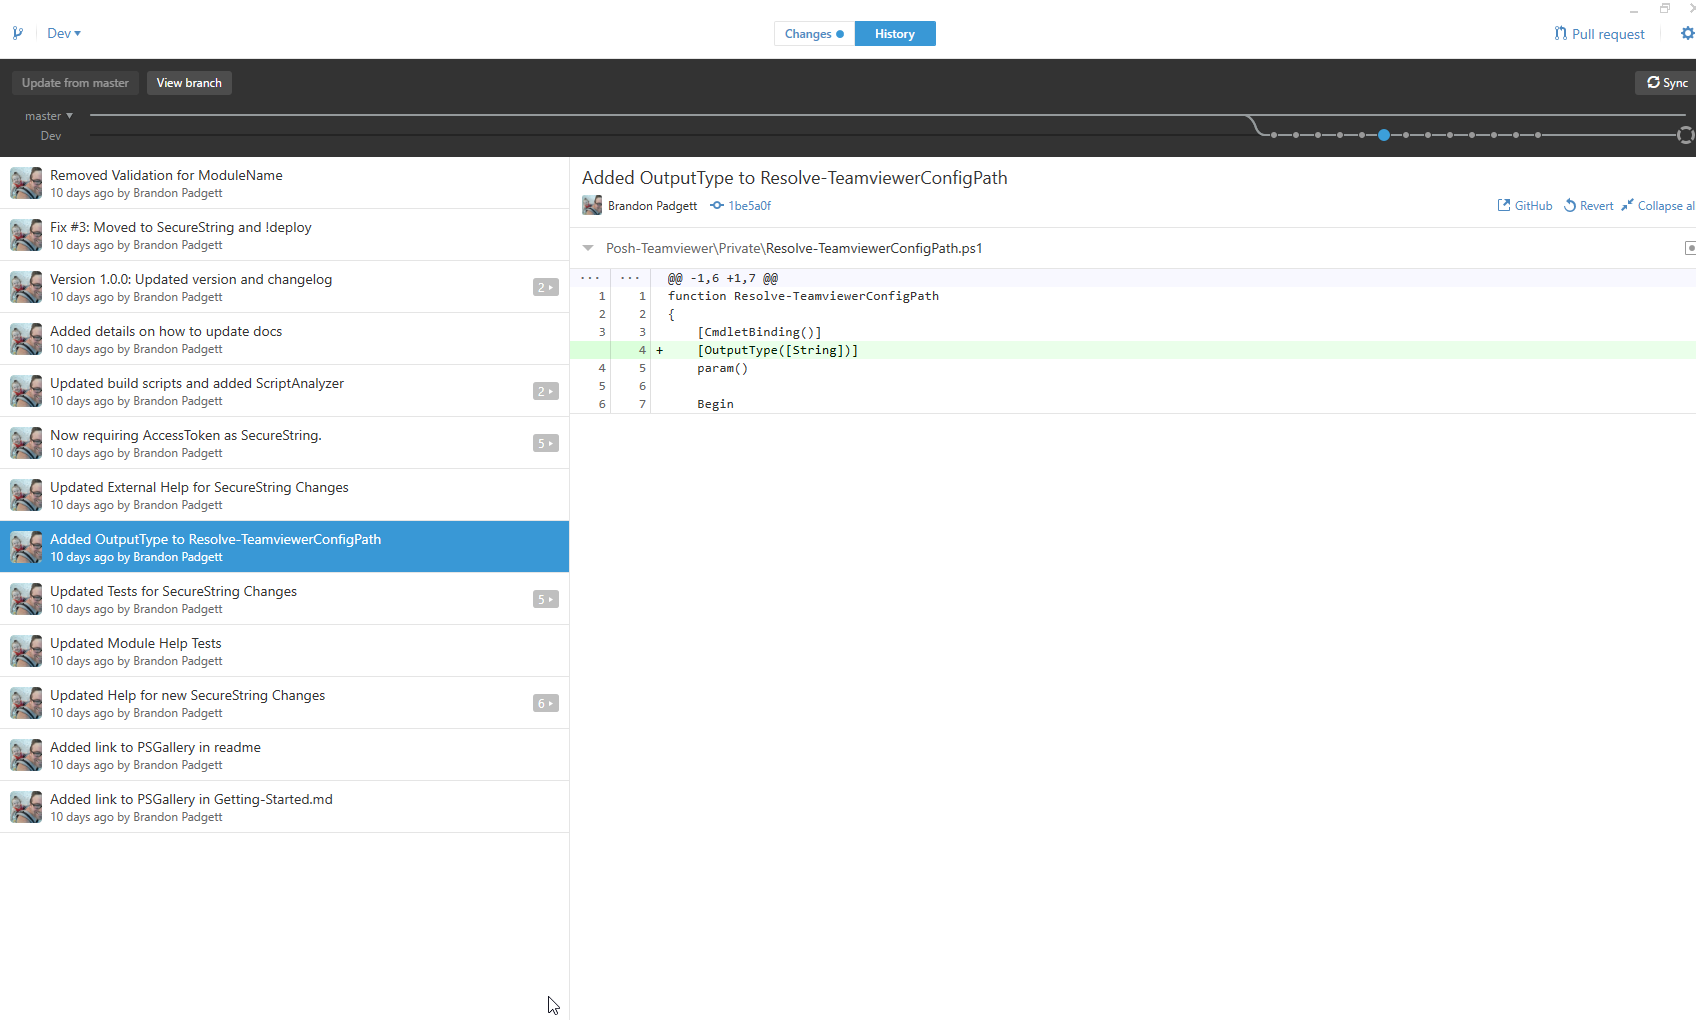 Dev
Changes
History
Pull request
Update from master
View branch
Sync
master
Dev
Removed Validation for ModuleName
10 days ago by Brandon Padgett
Fix #3: Moved to SecureString and !deploy
10 days ago by Brandon Padgett
Version 1.0.0: Updated version and changelog
10 days ago by Brandon Padgett
2
Added details on how to update docs
10 days ago by Brandon Padgett
Updated build scripts and added ScriptAnalyzer
10 days ago by Brandon Padgett
2
Now requiring AccessToken as SecureString.
10 days ago by Brandon Padgett
5
Updated External Help for SecureString Changes
10 days ago by Brandon Padgett
Added OutputType to Resolve-TeamviewerConfigPath
10 days ago by Brandon Padgett
Updated Tests for SecureString Changes
10 days ago by Brandon Padgett
5
Updated Module Help Tests
10 days ago by Brandon Padgett
Updated Help for new SecureString Changes
10 days ago by Brandon Padgett
6
Added link to PSGallery in readme
10 days ago by Brandon Padgett
Added link to PSGallery in Getting-Started.md
10 days ago by Brandon Padgett
Added OutputType to Resolve-TeamviewerConfigPath
Brandon Padgett 1be5a0f
GitHub Revert Collapse al
Posh-Teamviewer\Private\Resolve-TeamviewerConfigPath.ps1
... ... @@ -1,6 +1,7 @@
1 1 function Resolve-TeamviewerConfigPath
2 2 {
3 3 [CmdletBinding()]
4 + [OutputType([String])]
4 5 param()
5 6
6 7 Begin